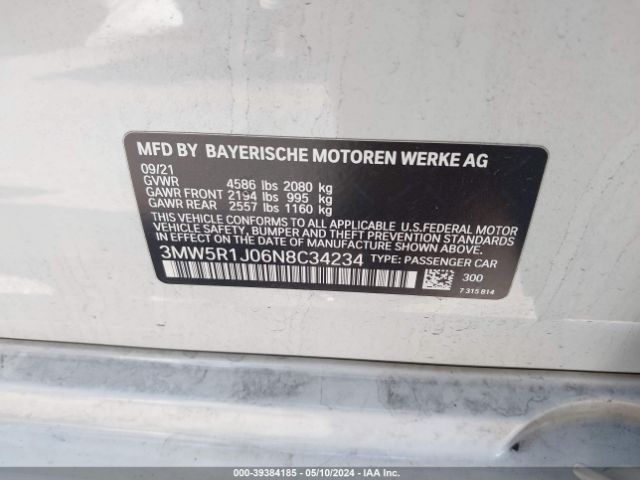 MFD BY BAYERISCHE MOTOREN WERKE AG
09/21
GVWR 4586 lbs 2080 kg
GAWR FRONT 2194 lbs 995 kg
GAWR REAR 2557 lbs 1160 kg
THIS VEHICLE CONFORMS TO ALL APPLICABLE U.S.FEDERAL MOTOR
VEHICLE SAFETY, BUMPER AND THEFT PREVENTION STANDARDS
IN EFFECT ON THE DATE OF MANUFACTURE SHOWN ABOVE.
3MW5R1J06N8C34234 TYPE: PASSENGER CAR
300
7 315 814
000-39384185 - 05/10/2024 - IAAI.com